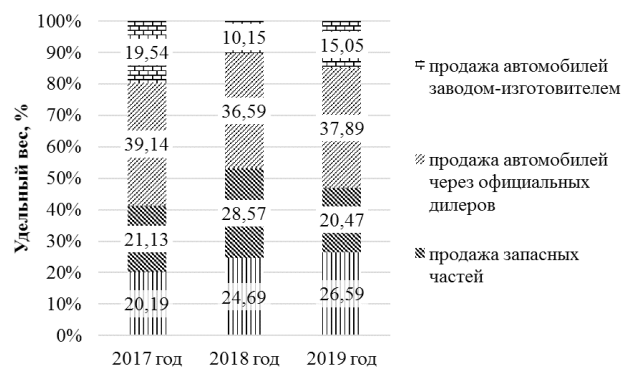 100%
90%
80%
70%
60%
50%
40%
30%
20%
10%
0%
Удельный вес, %
19,54
10,15
15,05
39,14
36,59
37,89
21,13
28,57
20,47
20,19
24,69
26,59
2017 год
2018 год
2019 год
продажа автомобилей
заводом-изготовителем
продажа автомобилей
через официальных
дилеров
продажа запасных
частей